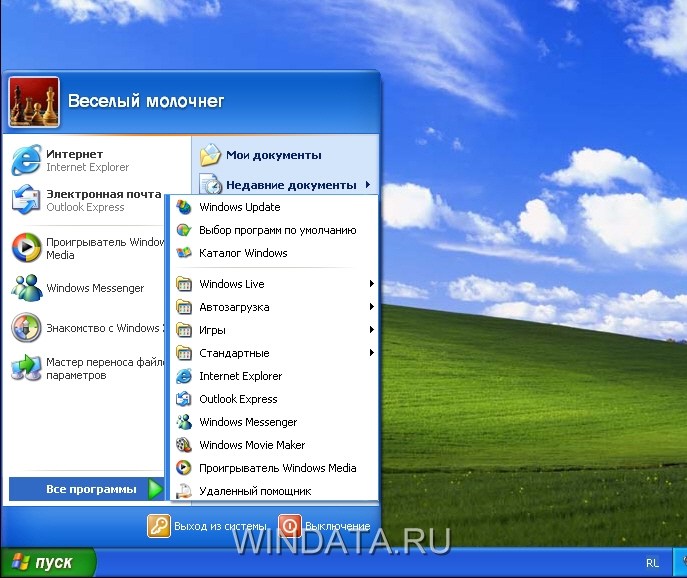 Веселый молочнег
Интернет
Internet Explorer
Электронная почта
Outlook Express
Проигрыватель Window
Media
Windows Messenger
Знакомство с Windows
Мастер переноса файло
параметров
Все программы
Мои документы
Недавние документы
Windows Update
Выбор программ по умолчанию
Каталог Windows
Windows Live
Автозагрузка
Игры
Стандартные
Internet Explorer
Outlook Express
Windows Messenger
Windows Movie Maker
Проигрыватель Windows Media
Удаленный помощник
Выход из системы
Выключение
WINDATA.RU
пуск
RL